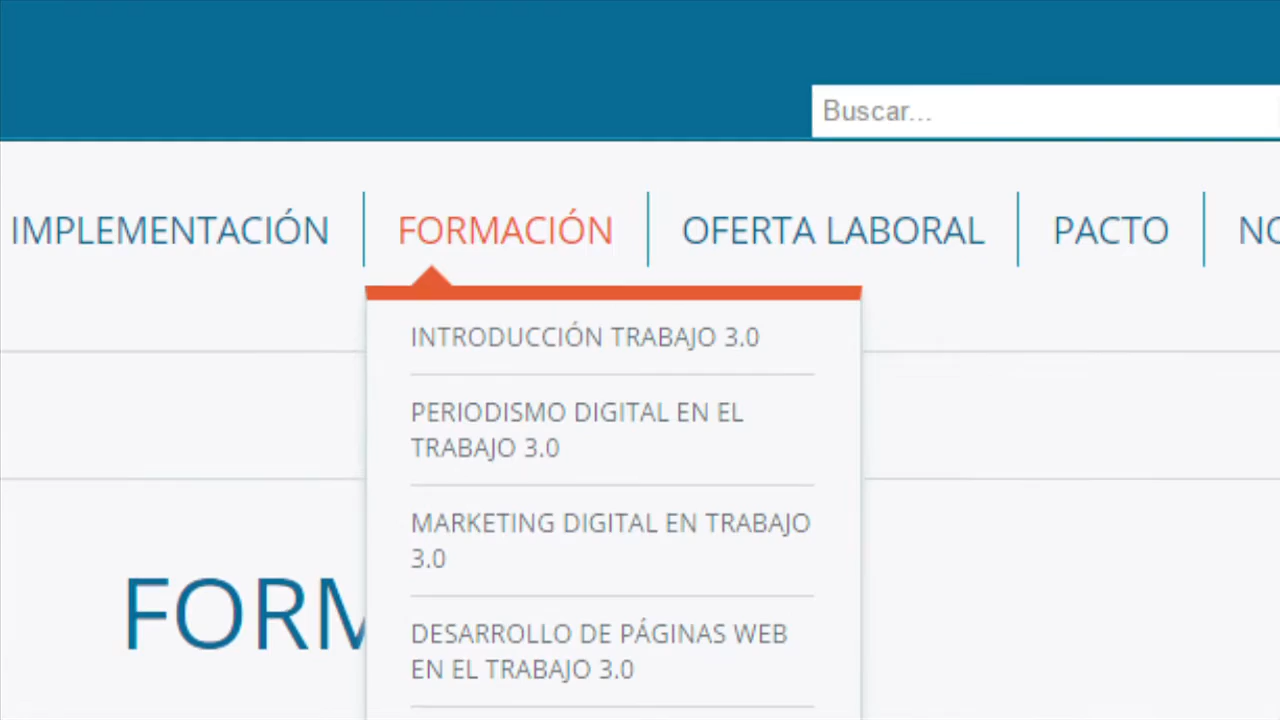 Buscar...
IMPLEMENTACIÓN FORMACIÓN OFERTA LABORAL PACTO
INTRODUCCIÓN TRABAJO 3.0
PERIODISMO DIGITAL EN EL
TRABAJO 3.0
MARKETING DIGITAL EN TRABAJO
3.0
DESARROLLO DE PÁGINAS WEB
EN EL TRABAJO 3.0